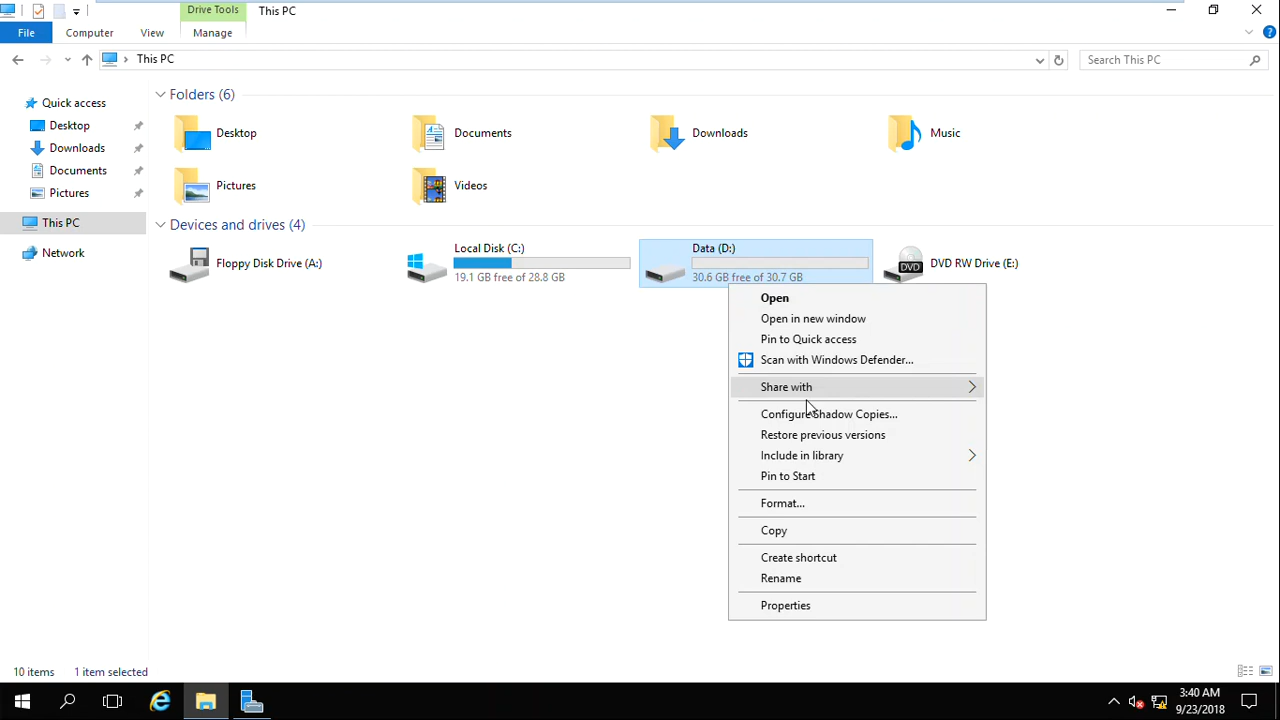 Drive Tools
This PC
File
Computer
View
Manage
This PC
Search This PC
Quick access
Desktop
Downloads
Documents
Pictures
This PC
Network
Folders (6)
Desktop
Documents
Downloads
Music
Pictures
Videos
Devices and drives (4)
Floppy Disk Drive (A:)
Local Disk (C:)
19.1 GB free of 28.8 GB
Data (D:)
30.6 GB free of 30.7 GB
DVD
DVD RW Drive (E:)
Open
Open in new window
Pin to Quick access
Scan with Windows Defender...
Share with
Configure Shadow Copies...
Restore previous versions
Include in library
Pin to Start
Format...
Copy
Create shortcut
Rename
Properties
10 items
1 item selected
3:40 AM
9/23/2018